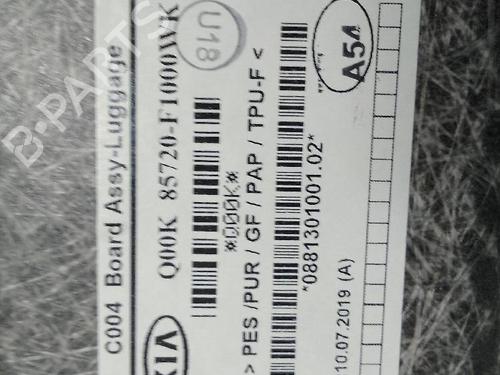 C004 Board Assy-Luggage
Q00K 85720-F1000WK
U18
*Q00K*
> PES /PUR / GF / PAP / TPU-F <
*0881301001.02*
A54
10.07.2019 (A)
KIA
B-PARTS